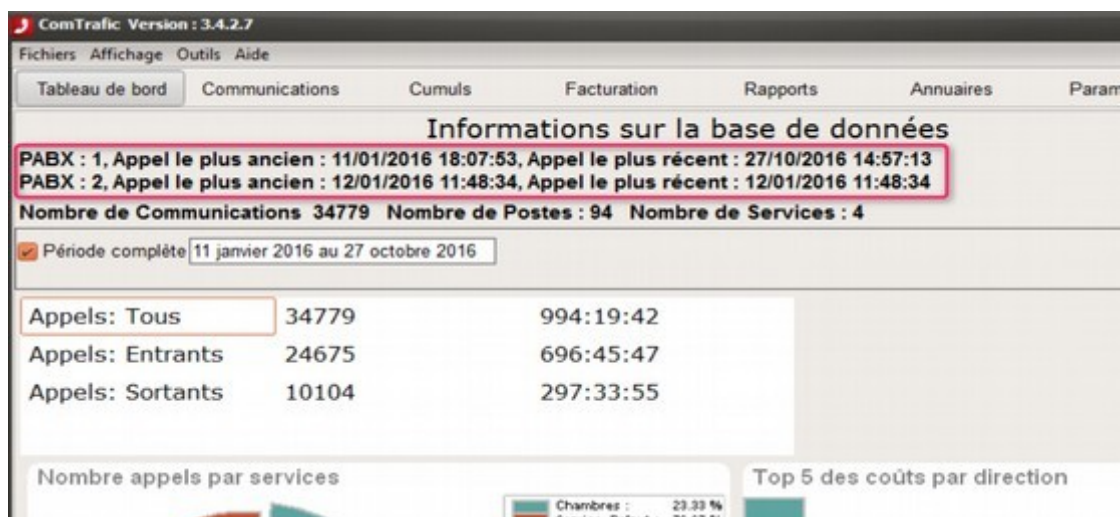 ComTrafic Version : 3.4.2.7
Fichiers Affichage Outils Aide
Tableau de bord Communications Cumuls Facturation Rapports Annuaires Param
Informations sur la base de données
PABX : 1, Appel le plus ancien : 11/01/2016 18:07:53, Appel le plus récent : 27/10/2016 14:57:13
PABX : 2, Appel le plus ancien : 12/01/2016 11:48:34, Appel le plus récent : 12/01/2016 11:48:34
Nombre de Communications 34779 Nombre de Postes : 94 Nombre de Services : 4
Période complète 11 janvier 2016 au 27 octobre 2016
Appels: Tous 34779 994:19:42
Appels: Entrants 24675 696:45:47
Appels: Sortants 10104 297:33:55
Nombre appels par services Top 5 des coûts par direction
Chambres : 23.33 %